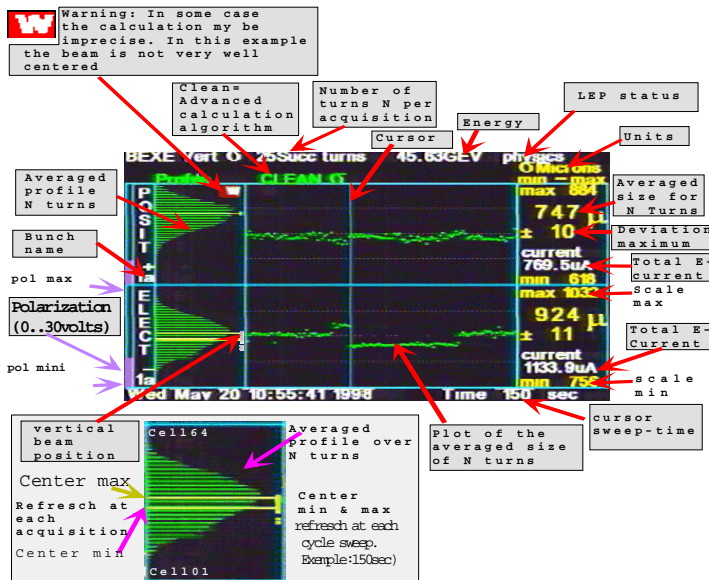 W
Warning: In some case
the calculation my be
imprecise. In this example
the beam is not very well
centered
Clean=
Advanced
calculation
algorithm
Number of
turns N per
acquisition
Cursor
Energy
LEP status
Units
BEXE Vert σ 25Succ turns 45.63GEV physics
Profile W CLEAN σ
σ Microns
min - max
max 884
747 μ
± 10
current
769.5uA
min 618
max 1033
924 μ
± 11
current
1133.9uA
min 756
POSIT + 1a
ELECT - 1a
Wed May 20 10:55:41 1998 Time 150 sec
Averaged
profile
N turns
Bunch
name
pol max
Polarization
(0..30volts)
pol mini
Averaged
size for
N Turns
Deviation
maximum
Total E+
current
Scale
max
Total E-
Current
scale
min
cursor
sweep-time
Plot of the
averaged size
of N turns
vertical
beam
position
Cell64
Averaged
profile over
N turns
Center max
Refresch at
each
acquisition
Center min
Center
min & max
refresch at each
cycle sweep.
Exemple:150sec)
Cell01